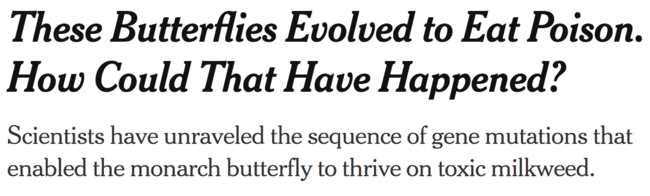 These Butterflies Evolved to Eat Poison.
How Could That Have Happened?
Scientists have unraveled the sequence of gene mutations that
enabled the monarch butterfly to thrive on toxic milkweed.